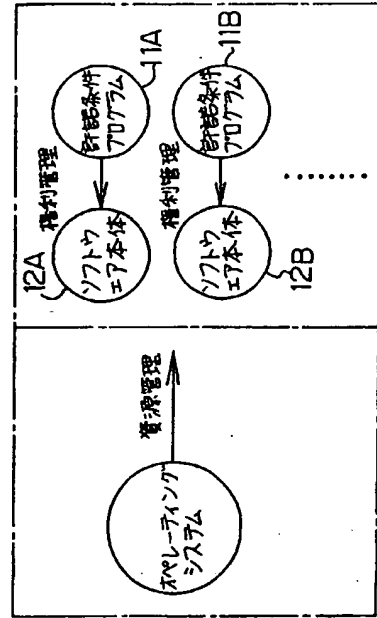 オペレーティング
システム
資源管理
12A
ソフトウ
ェア本体
権利管理
許諾条件
プログラム
11A
12B
ソフトウ
ェア本体
権利管理
許諾条件
プログラム
11B